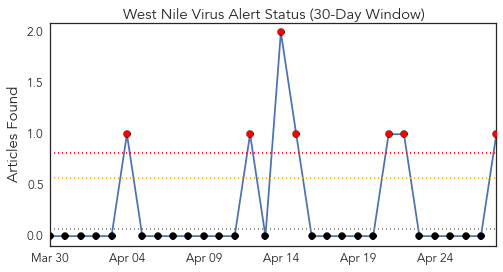 West Nile Virus Alert Status (30-Day Window)
Articles Found
2.0
1.5
1.0
0.5
0.0
Mar 30 Apr 04 Apr 09 Apr 14 Apr 19 Apr 24